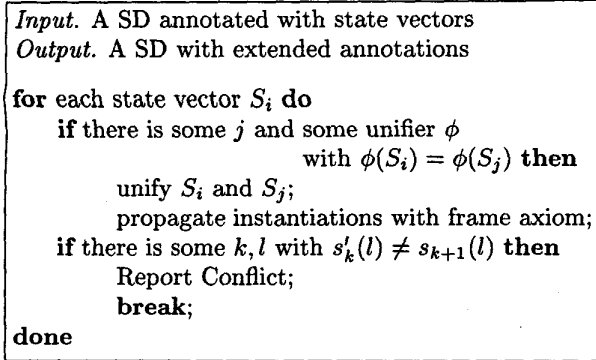 Input. A SD annotated with state vectors
Output. A SD with extended annotations
for each state vector S_i do
if there is some j and some unifier φ
with φ(S_i) = φ(S_j) then
unify S_i and S_j;
propagate instantiations with frame axiom;
if there is some k, l with s'_k(l) ≠ s_{k+1}(l) then
Report Conflict;
break;
done